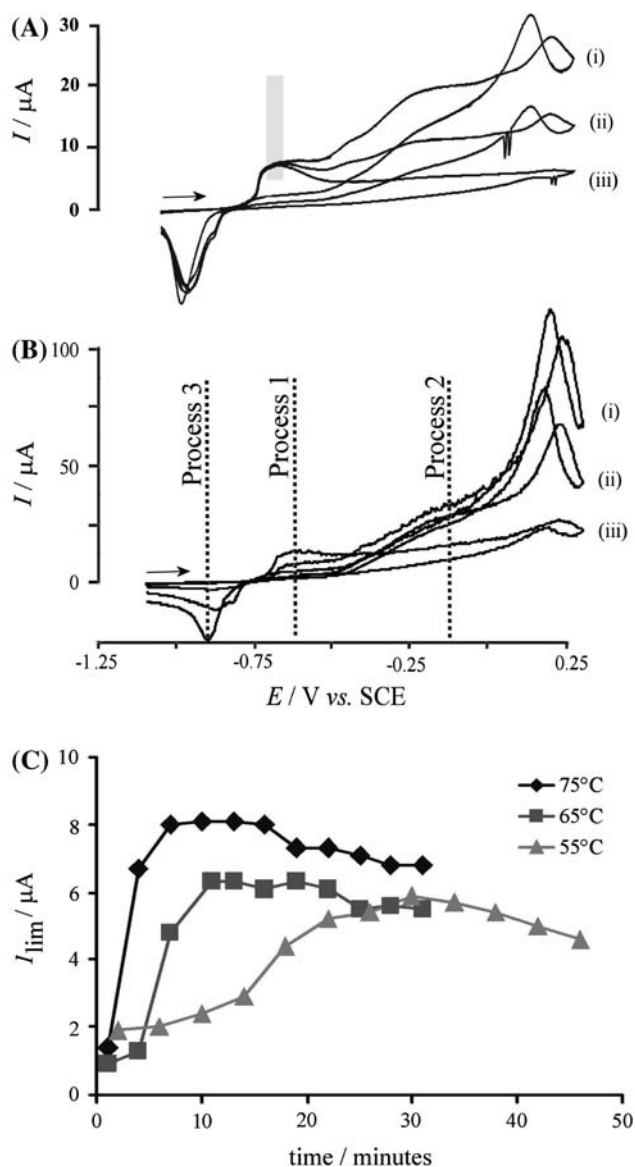 (A)
30
20
10
0
I / µA
(i)
(ii)
(iii)
(B)
100
50
0
I / µA
Process 3
Process 1
Process 2
(i)
(ii)
(iii)
-1.25
-0.75
-0.25
0.25
E / V vs. SCE
(C)
10
8
6
4
2
0
I lim / µA
75°C
65°C
55°C
0
10
20
30
40
50
time / minutes